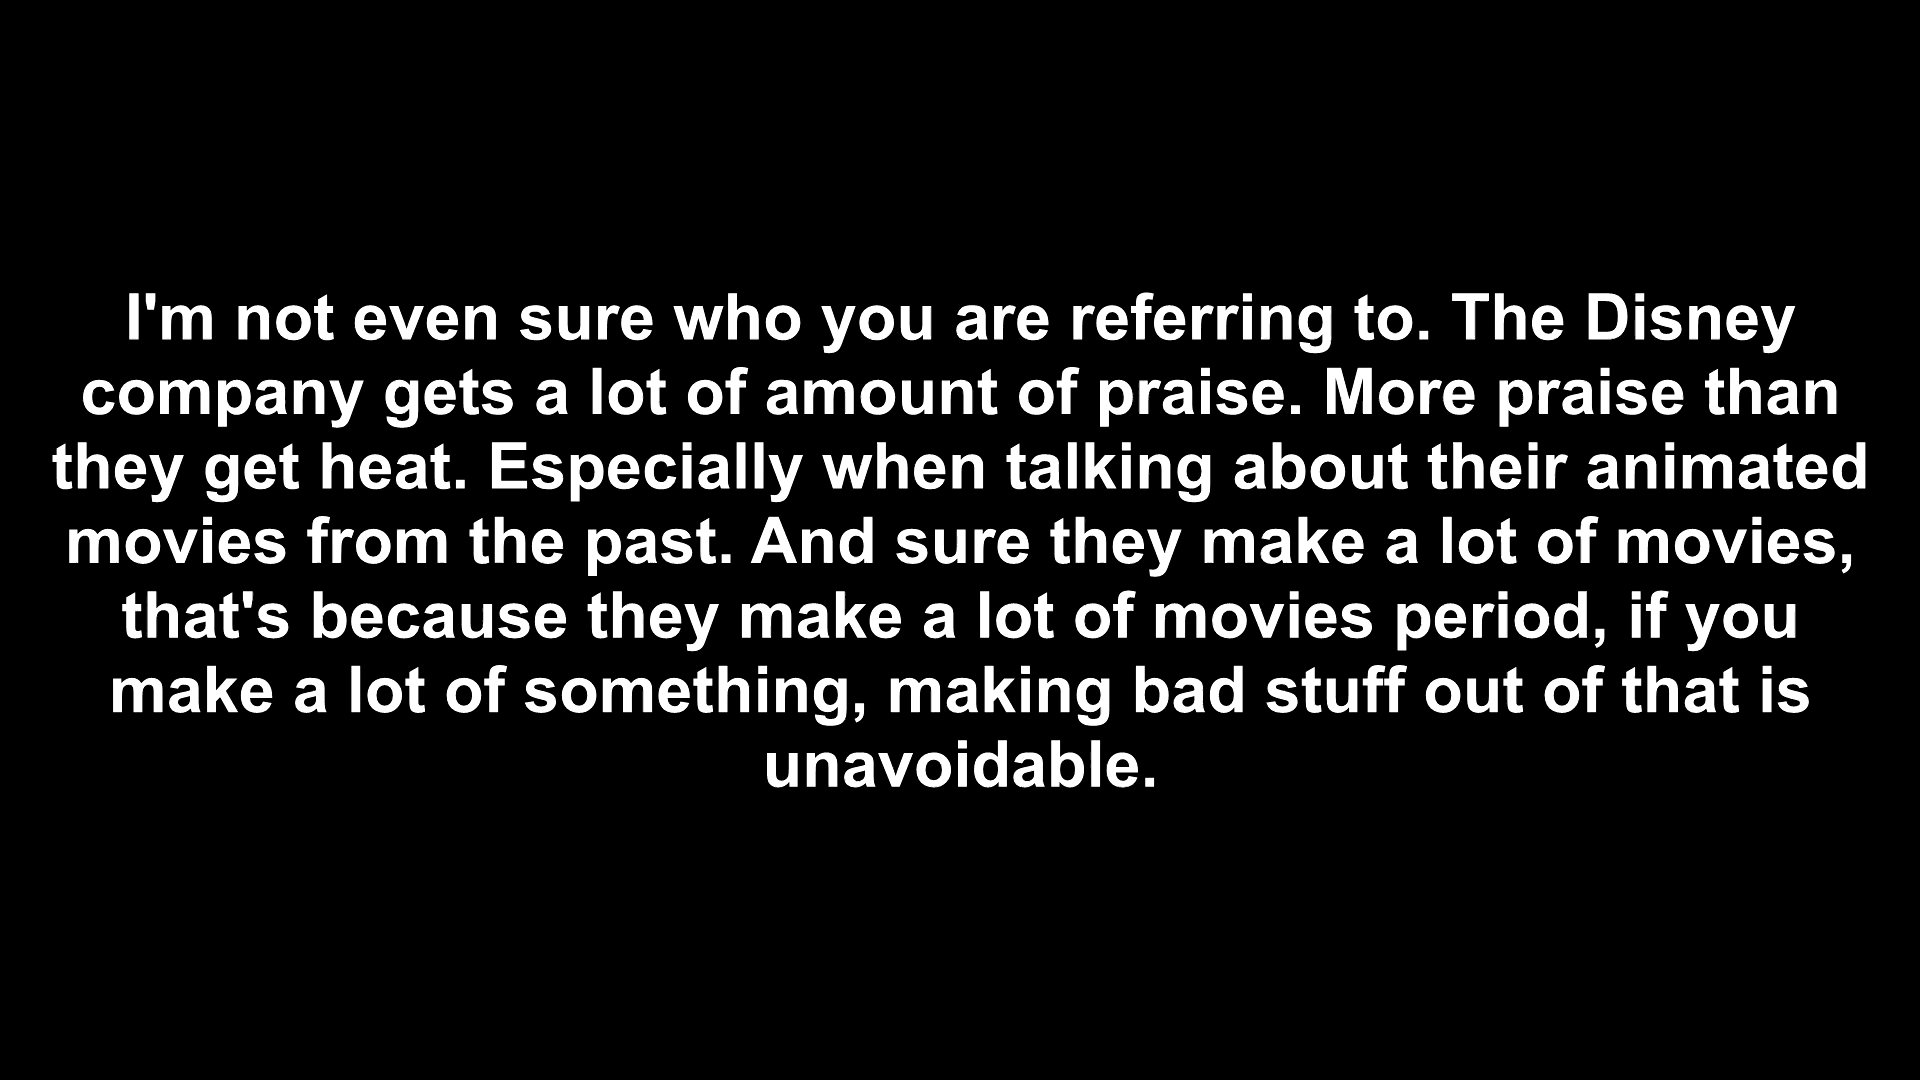 I'm not even sure who you are referring to. The Disney
company gets a lot of amount of praise. More praise than
they get heat. Especially when talking about their animated
movies from the past. And sure they make a lot of movies,
that's because they make a lot of movies period, if you
make a lot of something, making bad stuff out of that is
unavoidable.